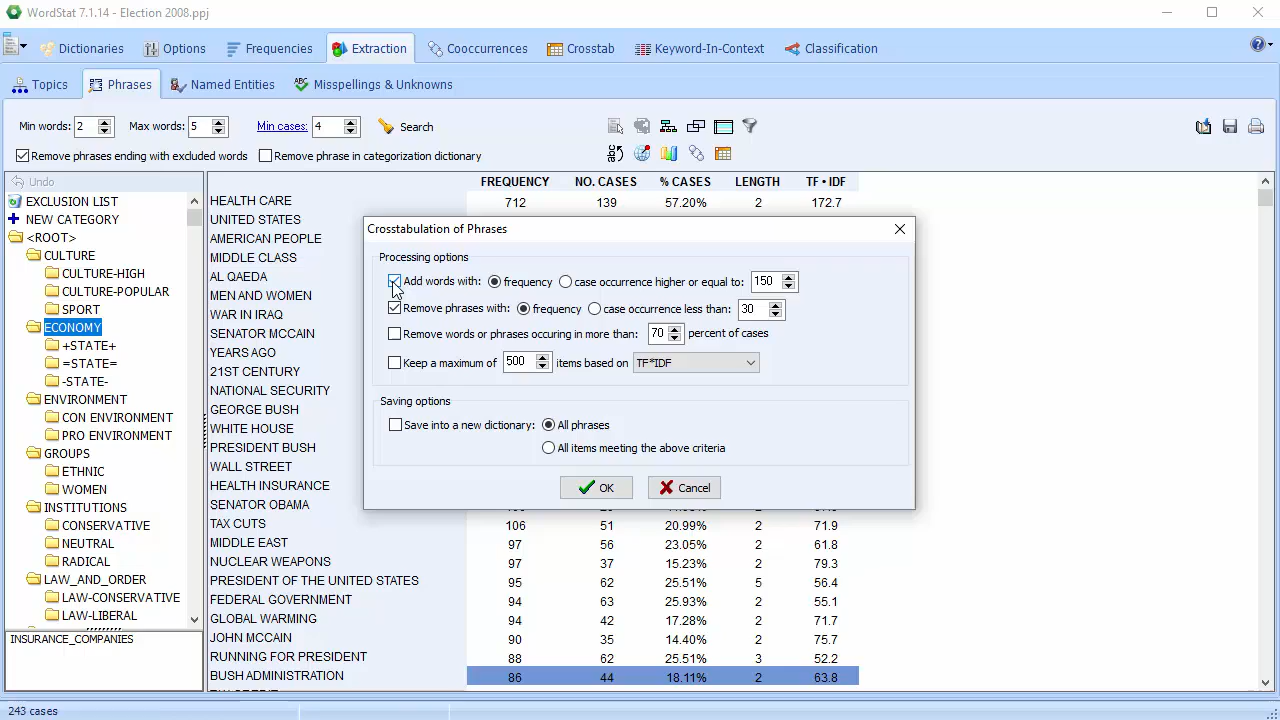 WordStat 7.1.14 - Election 2008.ppj
Dictionaries Options Frequencies Extraction Cooccurrences Crosstab Keyword-In-Context Classification
Topics Phrases Named Entities Misspellings & Unknowns
Min words: 2 Max words: 5 Min cases: 4 Search
Remove phrases ending with excluded words Remove phrase in categorization dictionary
Undo
EXCLUSION LIST
NEW CATEGORY
<ROOT>
CULTURE
CULTURE-HIGH
CULTURE-POPULAR
SPORT
ECONOMY
+STATE+
=STATE=
-STATE-
ENVIRONMENT
CON ENVIRONMENT
PRO ENVIRONMENT
GROUPS
ETHNIC
WOMEN
INSTITUTIONS
CONSERVATIVE
NEUTRAL
RADICAL
LAW_AND_ORDER
LAW-CONSERVATIVE
LAW-LIBERAL
INSURANCE_COMPANIES
FREQUENCY NO. CASES % CASES LENGTH TF • IDF
HEALTH CARE 712 139 57.20% 2 172.7
UNITED STATES
AMERICAN PEOPLE
MIDDLE CLASS
AL QAEDA
MEN AND WOMEN
WAR IN IRAQ
SENATOR MCCAIN
YEARS AGO
21ST CENTURY
NATIONAL SECURITY
GEORGE BUSH
WHITE HOUSE
PRESIDENT BUSH
WALL STREET
HEALTH INSURANCE
SENATOR OBAMA
TAX CUTS 106 51 20.99% 2 71.9
MIDDLE EAST 97 56 23.05% 2 61.8
NUCLEAR WEAPONS 97 37 15.23% 2 79.3
PRESIDENT OF THE UNITED STATES 95 62 25.51% 5 56.4
FEDERAL GOVERNMENT 94 63 25.93% 2 55.1
GLOBAL WARMING 94 42 17.28% 2 71.7
JOHN MCCAIN 90 35 14.40% 2 75.7
RUNNING FOR PRESIDENT 88 62 25.51% 3 52.2
BUSH ADMINISTRATION 86 44 18.11% 2 63.8
Crosstabulation of Phrases
Processing options
Add words with: frequency case occurrence higher or equal to: 150
Remove phrases with: frequency case occurrence less than: 30
Remove words or phrases occuring in more than: 70 percent of cases
Keep a maximum of 500 items based on TF*IDF
Saving options
Save into a new dictionary: All phrases
All items meeting the above criteria
OK Cancel
243 cases